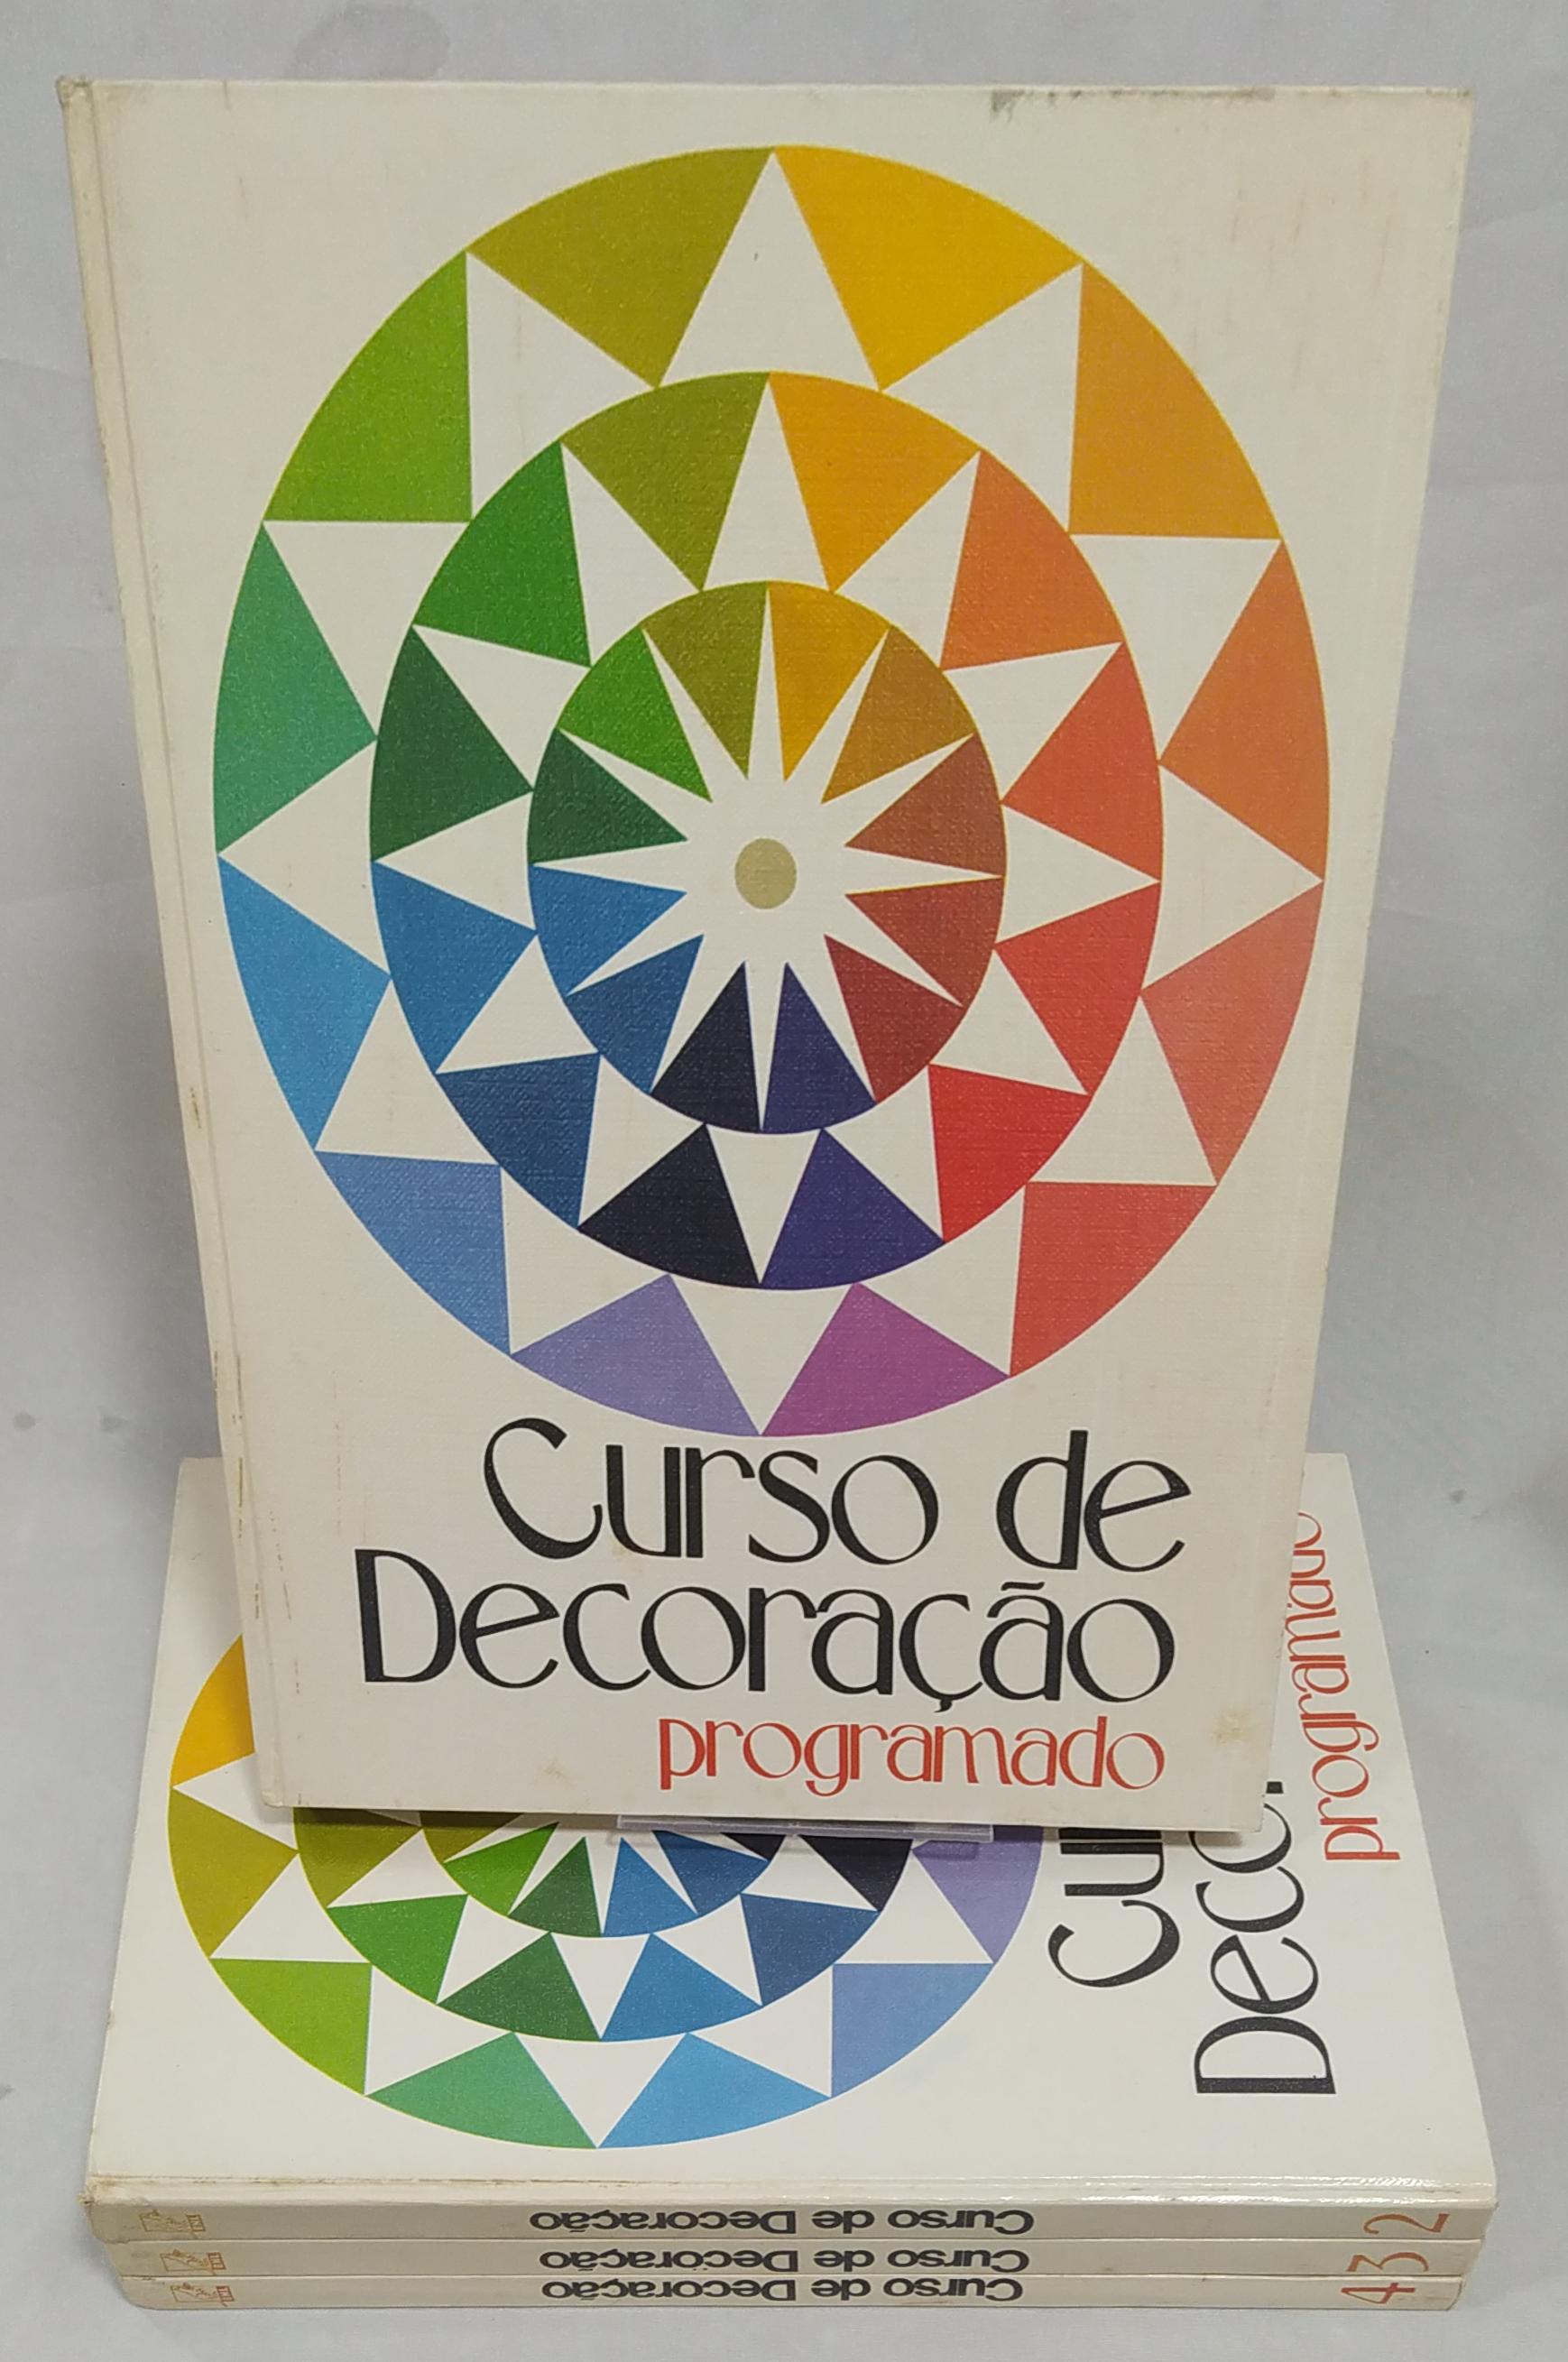 Curso de
Decoração
programado
programado
Curso de Decoração 2
Curso de Decoração 3
Curso de Decoração 4